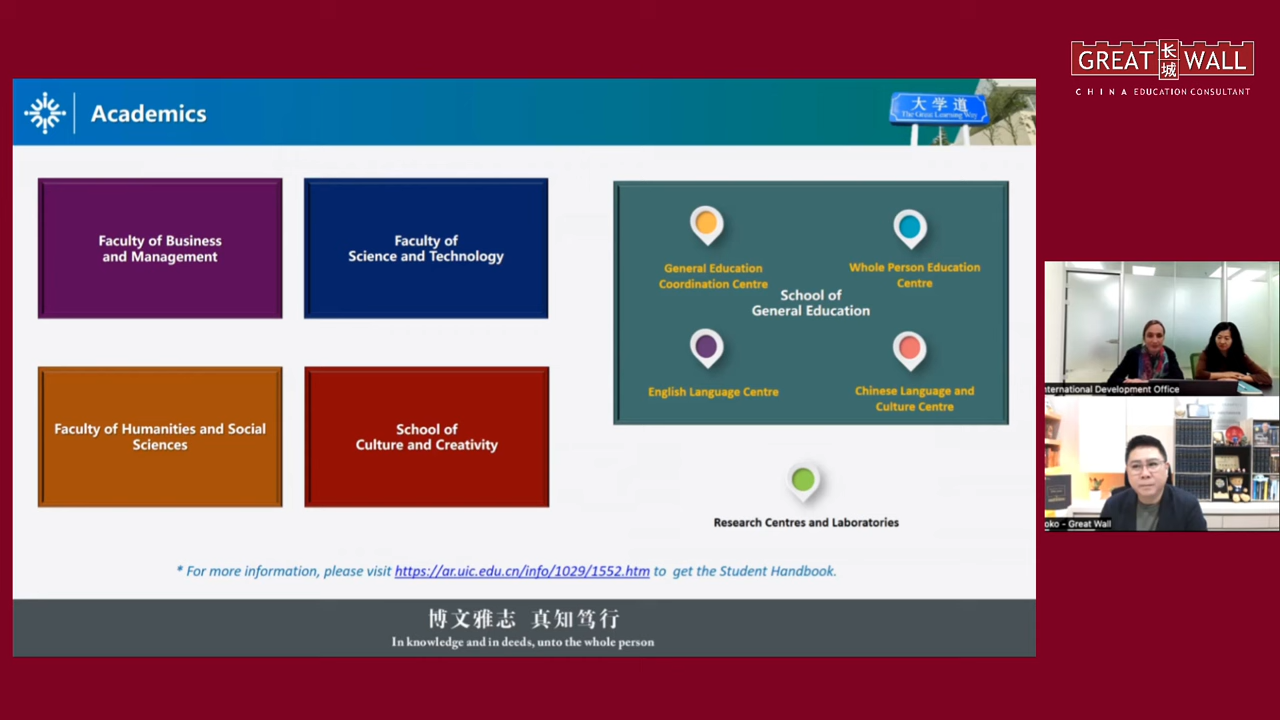 GREAT 长城 WALL
CHINA EDUCATION CONSULTANT
Academics
大学道
The Great Learning Way
Faculty of Business
and Management
Faculty of
Science and Technology
Faculty of Humanities and Social
Sciences
School of
Culture and Creativity
General Education
Coordination Centre
Whole Person Education
Centre
School of
General Education
English Language Centre
Chinese Language and
Culture Centre
Research Centres and Laboratories
* For more information, please visit https://ar.uic.edu.cn/info/1029/1552.htm to get the Student Handbook.
博文雅志 真知笃行
In knowledge and in deeds, unto the whole person
nternational Development Office
oko - Great Wall